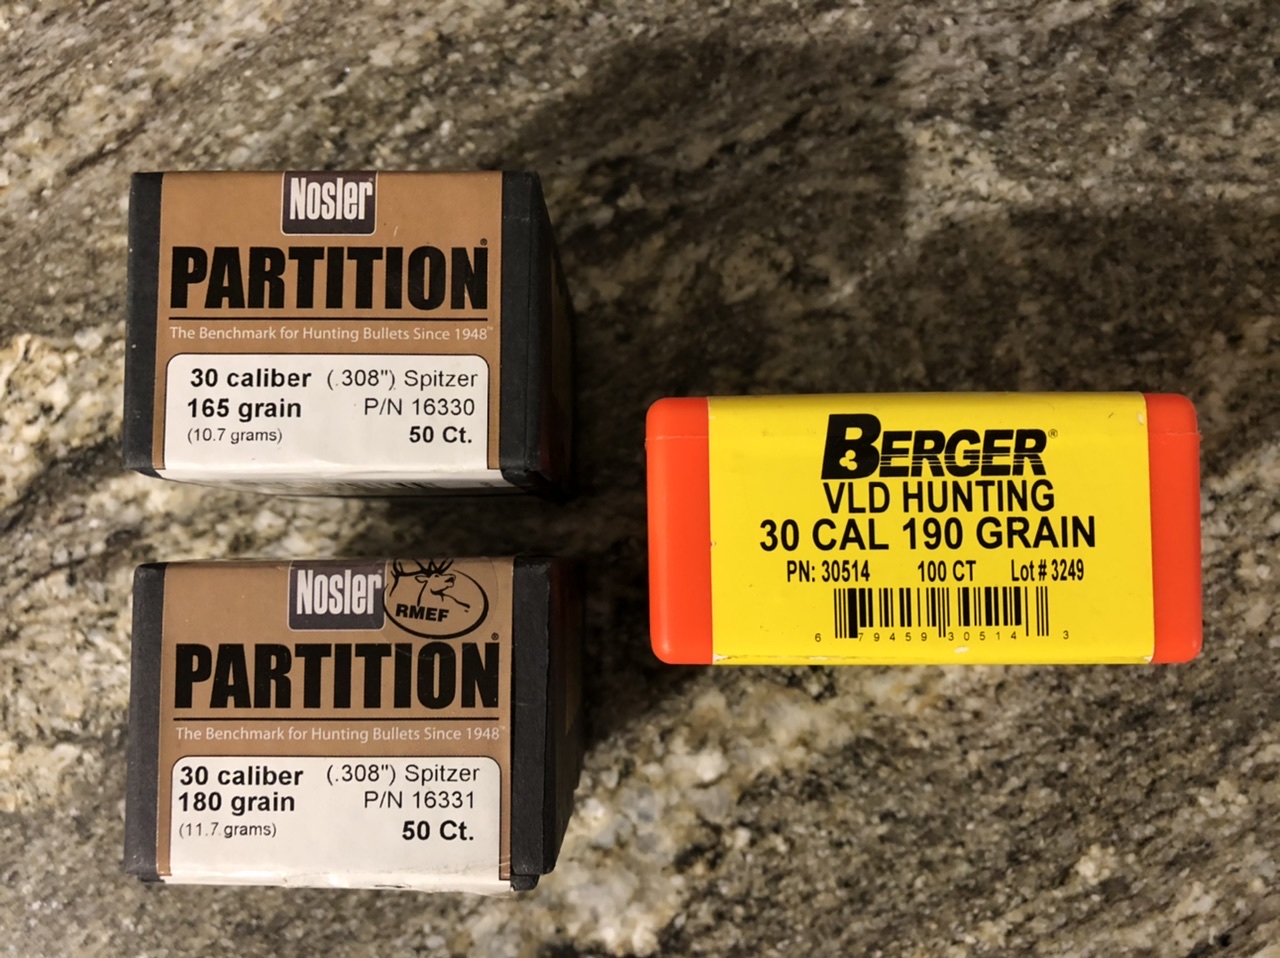 Nosler®
PARTITION®
The Benchmark for Hunting Bullets Since 1948™
30 caliber (.308") Spitzer
165 grain P/N 16330
(10.7 grams) 50 Ct.
Nosler
RMEF
PARTITION®
The Benchmark for Hunting Bullets Since 1948™
30 caliber (.308") Spitzer
180 grain P/N 16331
(11.7 grams) 50 Ct.
BERGER®
VLD HUNTING
30 CAL 190 GRAIN
PN: 30514 100 CT Lot # 3249
6 79459 30514 3